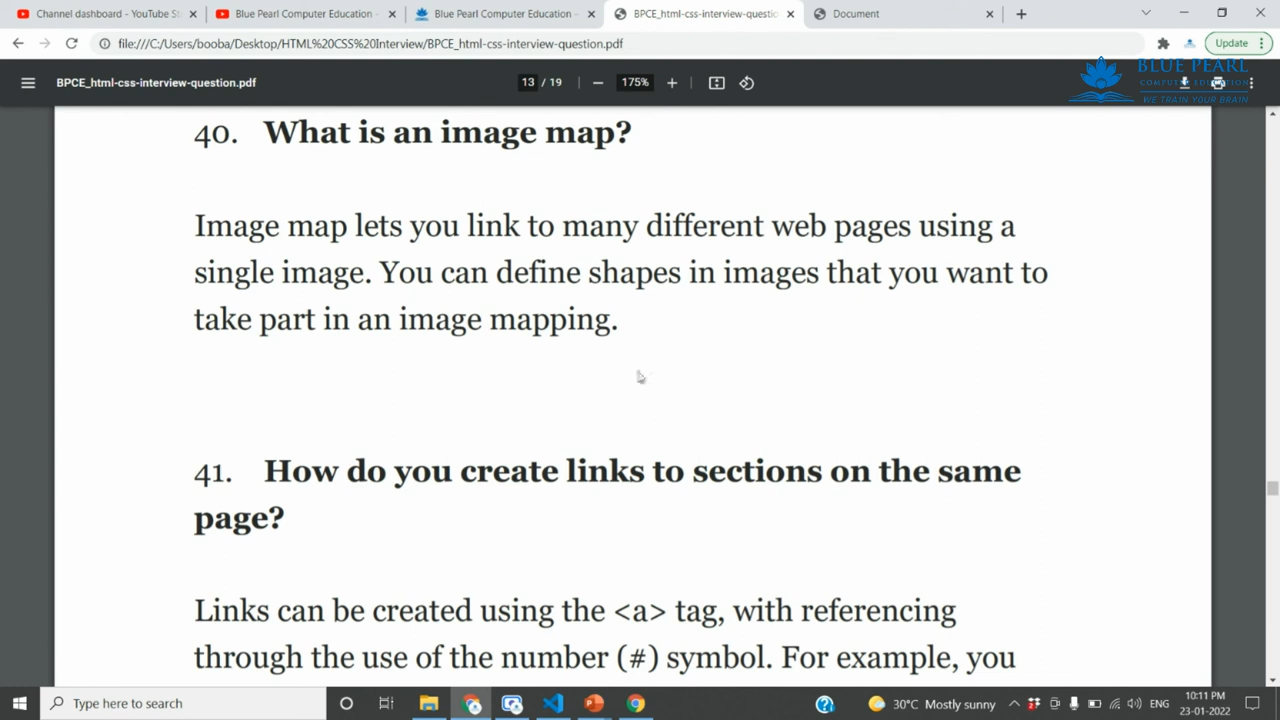 Channel dashboard - YouTube St
Blue Pearl Computer Education -
Blue Pearl Computer Education -
BPCE_html-css-interview-questio
Document
file:///C:/Users/booba/Desktop/HTML%20CSS%20Interview/BPCE_html-css-interview-question.pdf
Update
BPCE_html-css-interview-question.pdf
13 / 19
175%
BLUE PEARL
COMPUTER EDUCATION
WE TRAIN YOUR BRAIN
40. What is an image map?
Image map lets you link to many different web pages using a
single image. You can define shapes in images that you want to
take part in an image mapping.
41. How do you create links to sections on the same
page?
Links can be created using the <a> tag, with referencing
through the use of the number (#) symbol. For example, you
Type here to search
30°C Mostly sunny
ENG
10:11 PM
23-01-2022